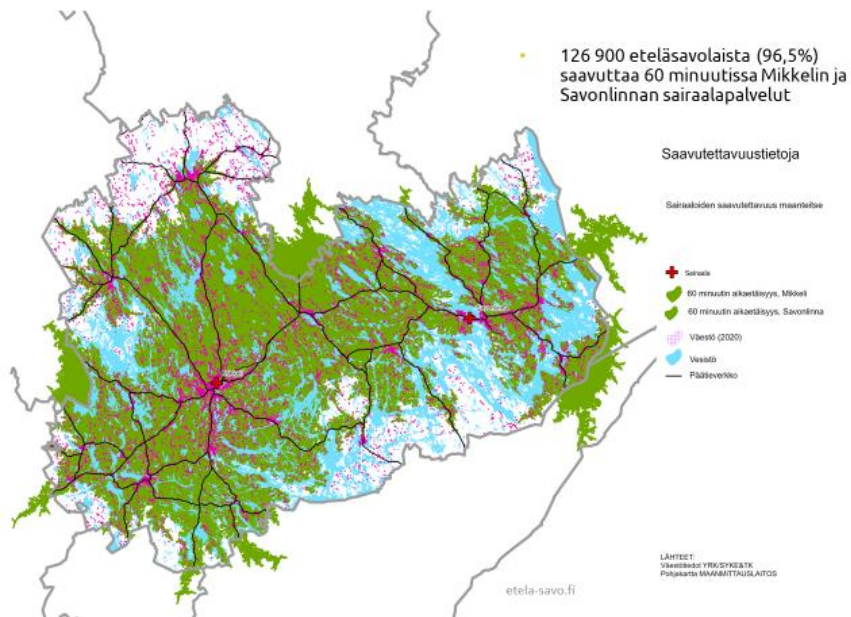 126 900 eteläsavolaista (96,5%)
saavuttaa 60 minuutissa Mikkelin ja
Savonlinnan sairaalapalvelut
Saavutettavuustietoja
Sairaaloiden saavutettavuus maanteitse
Sairaala
60 minuutin aikaetäisyys, Mikkeli
60 minuutin aikaetäisyys, Savonlinna
Väestö (2020)
Vesistö
Päätieverkko
LÄHTEET:
Väestötiedot YRK/SYKE&TK
Pohjakartta MAANMITTAUSLAITOS
etela-savo.fi